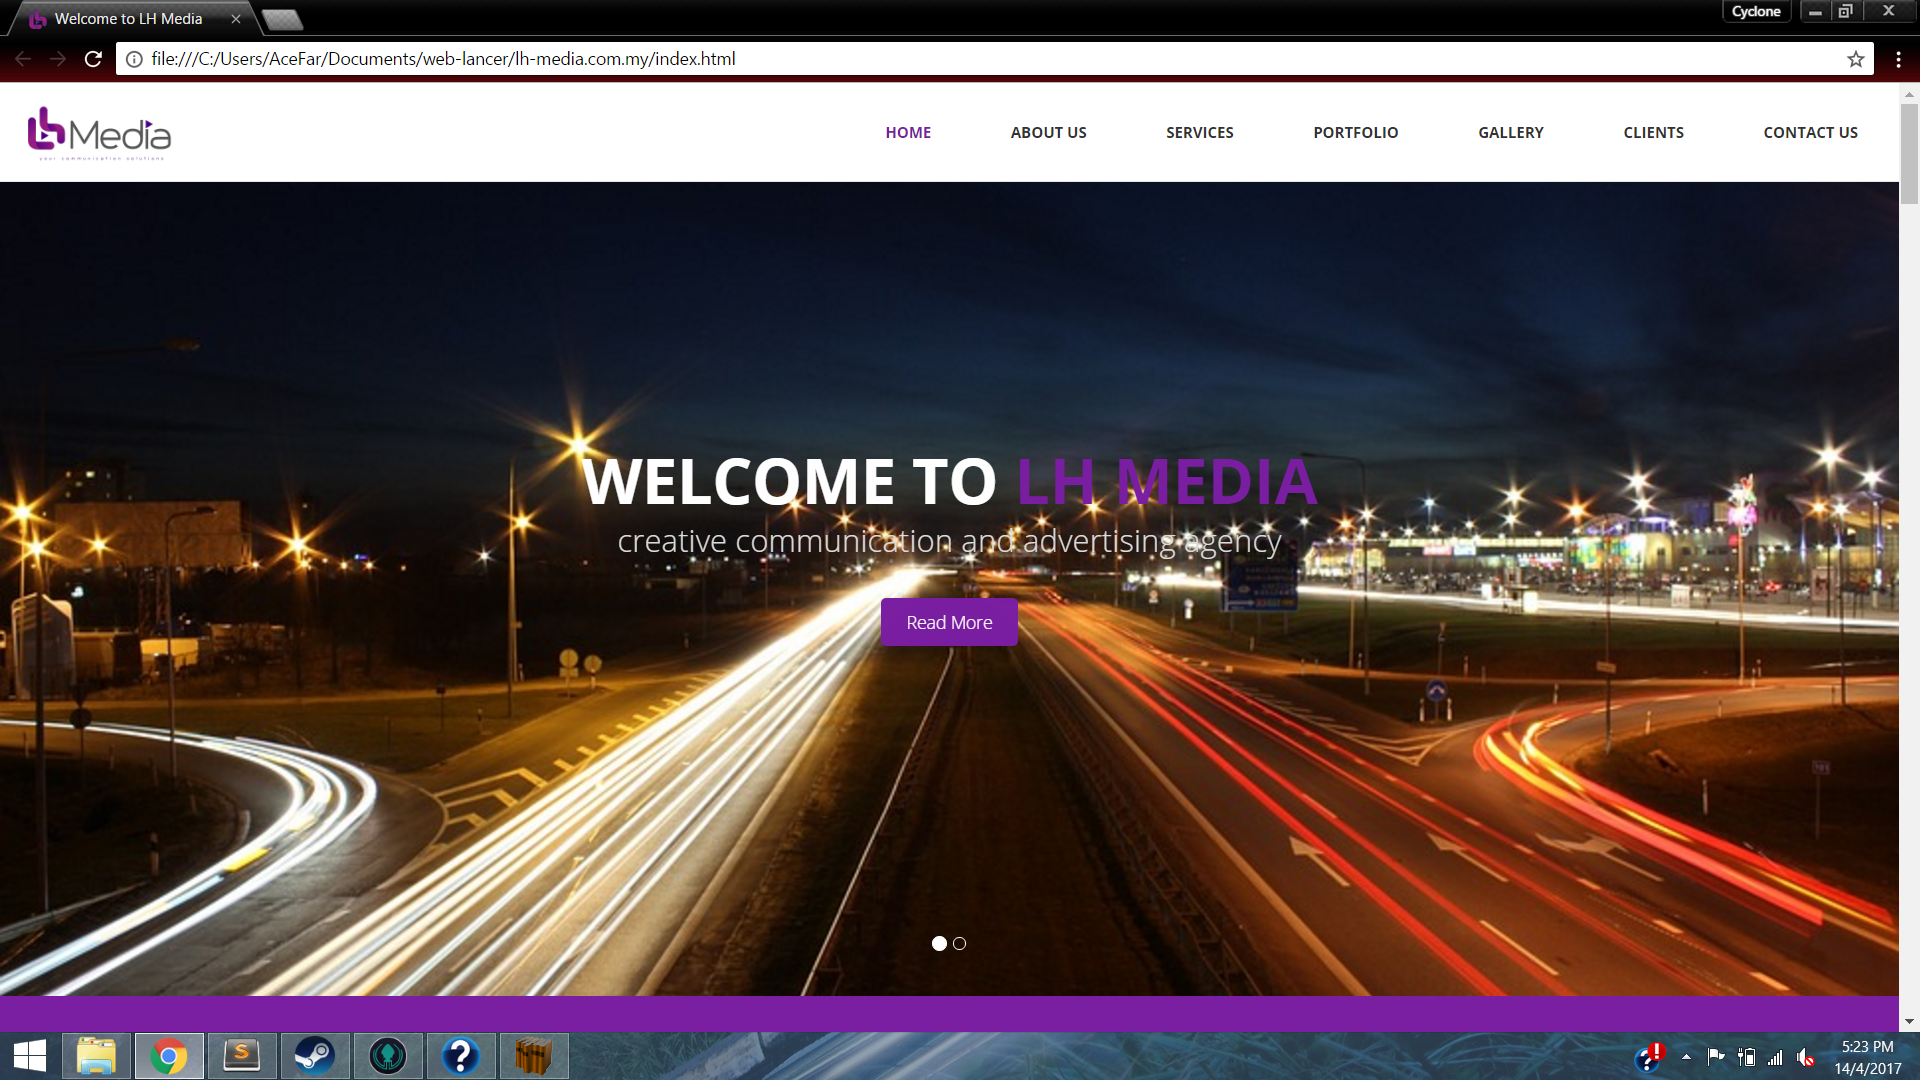 Welcome to LH Media
Cyclone
file:///C:/Users/AceFar/Documents/web-lancer/lh-media.com.my/index.html
lh Media
your communication solutions
HOME
ABOUT US
SERVICES
PORTFOLIO
GALLERY
CLIENTS
CONTACT US
WELCOME TO LH MEDIA
creative communication and advertising agency
Read More
5:23 PM
14/4/2017